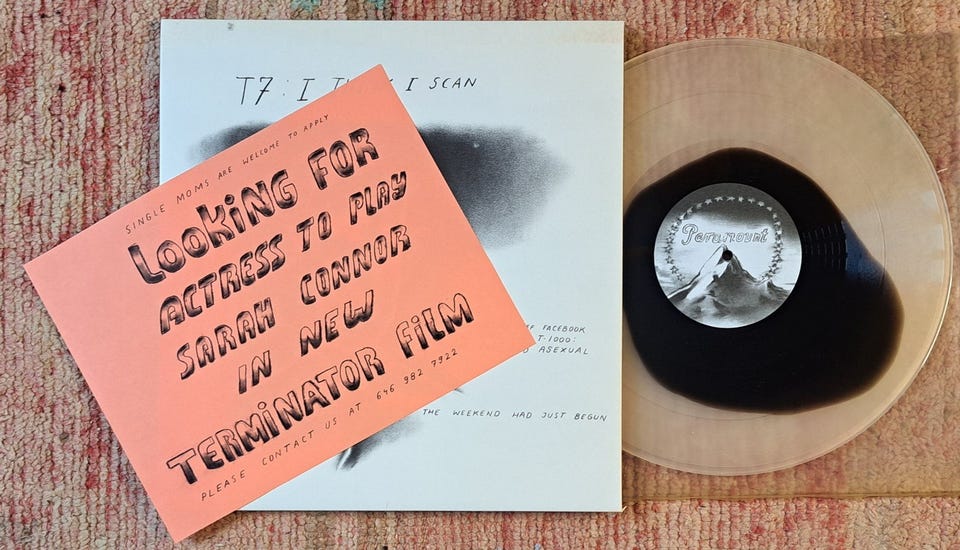 T7: I I SCAN
SINGLE MOMS ARE WELCOME TO APPLY
LOOKiNG FOR
ACTRESS TO PLAY
SARAH CONNOR
IN NEW
TERMiNATOR FiLM
PLEASE CONTACT US AT 646 982 7922
FACEBOOK
T-1000:
ASEXUAL
THE WEEKEND HAD JUST BEGUN
Paramount